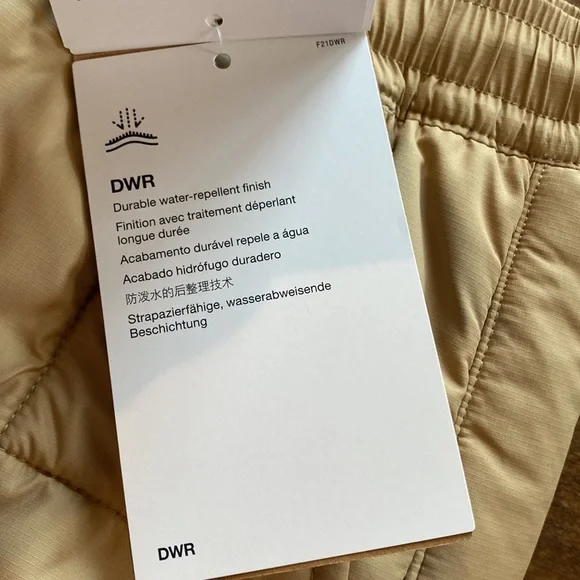 F21DWR
DWR
Durable water-repellent finish
Finition avec traitement déperlant
longue durée
Acabamento durável repele a água
Acabado hidrófugo duradero
防泼水的后整理技术
Strapazierfähige, wasserabweisende
Beschichtung
DWR